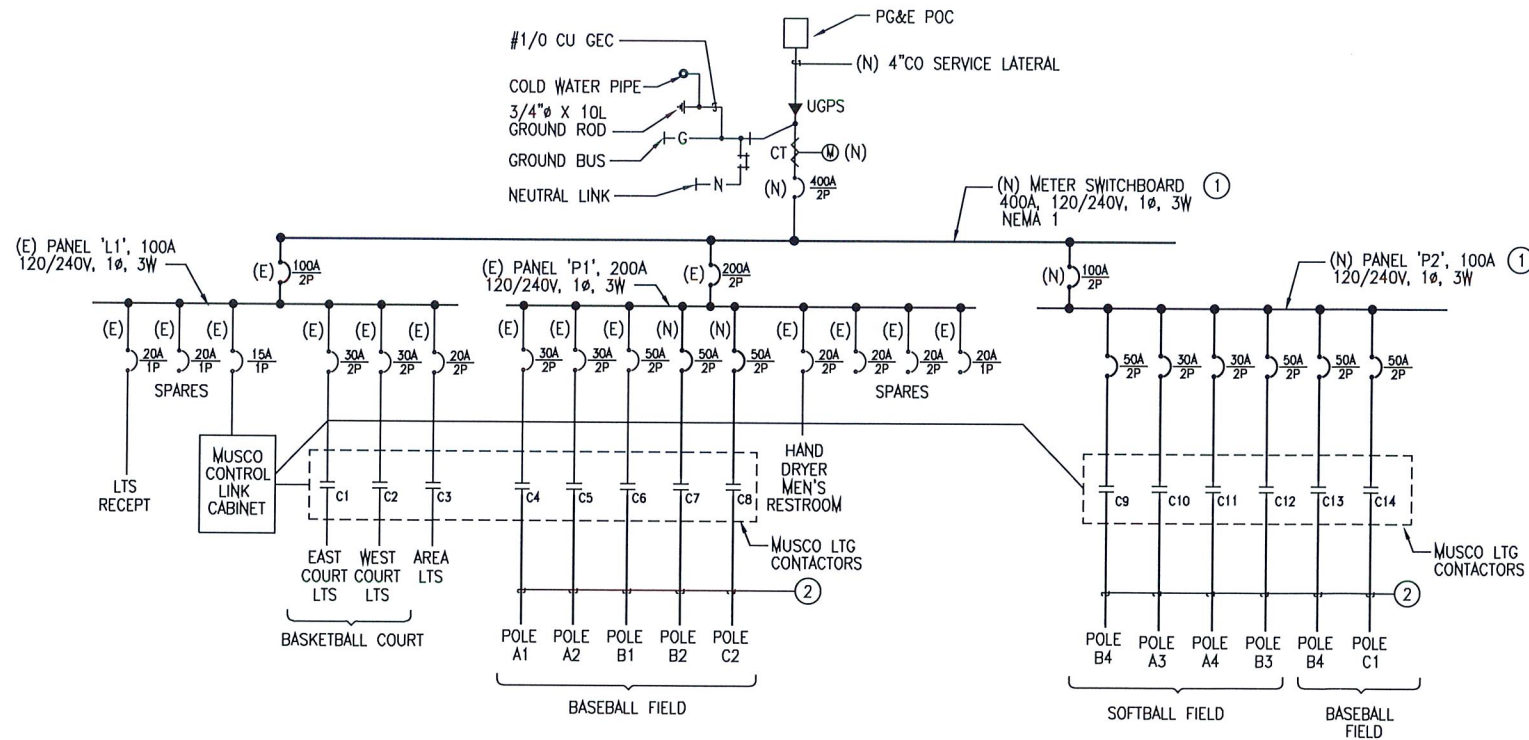 PG&E POC
#1/0 CU GEC
(N) 4"CO SERVICE LATERAL
COLD WATER PIPE
UGPS
3/4"ø X 10L
GROUND ROD
GROUND BUS
G
CT
M
(N)
NEUTRAL LINK
N
(N)
400A
2P
(N) METER SWITCHBOARD
400A, 120/240V, 1ø, 3W
NEMA 1
1
(E) PANEL 'L1', 100A
120/240V, 1ø, 3W
(E)
100A
2P
(E) PANEL 'P1', 200A
120/240V, 1ø, 3W
(E)
200A
2P
(N)
100A
2P
(N) PANEL 'P2', 100A
120/240V, 1ø, 3W
1
(E) (E) (E) (E) (E) (E) (E) (E) (E) (N) (N) (E) (E) (E) (E)
20A 20A 15A 30A 30A 20A 30A 30A 50A 50A 50A 20A 20A 20A 20A 50A 30A 30A 50A 50A 50A
1P 1P 1P 2P 2P 2P 2P 2P 2P 2P 2P 2P 2P 2P 1P 2P 2P 2P 2P 2P 2P
SPARES
SPARES
LTS
RECEPT
MUSCO
CONTROL
LINK
CABINET
HAND
DRYER
MEN'S
RESTROOM
C1 C2 C3 C4 C5 C6 C7 C8 C9 C10 C11 C12 C13 C14
MUSCO LTG
CONTACTORS
MUSCO LTG
CONTACTORS
EAST
COURT
LTS
WEST
COURT
LTS
AREA
LTS
2
2
BASKETBALL COURT
POLE
A1
POLE
A2
POLE
B1
POLE
B2
POLE
C2
POLE
B4
POLE
A3
POLE
A4
POLE
B3
POLE
B4
POLE
C1
BASEBALL FIELD
SOFTBALL FIELD
BASEBALL
FIELD